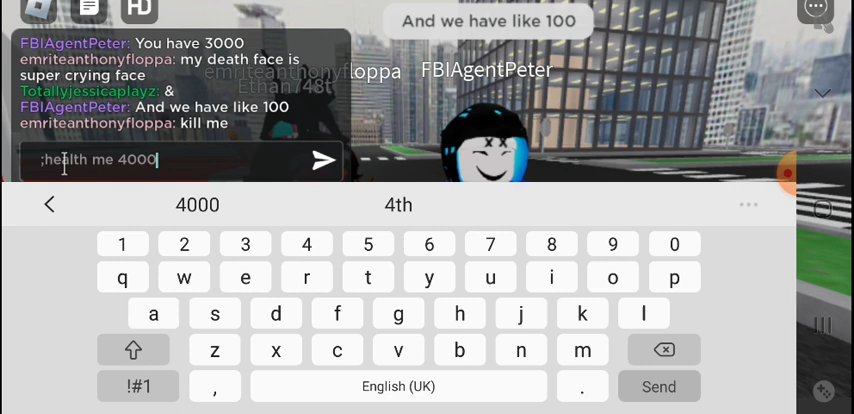 HD
And we have like 100
FBIAgentPeter: You have 3000
emriteanthonyfloppa: my death face is
super crying face
Totallyjessicaplayz: &
FBIAgentPeter: And we have like 100
emriteanthonyfloppa: kill me
emriteanthonyfloppa
FBIAgentPeter
;health me 4000
4000
4th
1 2 3 4 5 6 7 8 9 0
q w e r t y u i o p
a s d f g h j k l
z x c v b n m
!#1 , English (UK) . Send